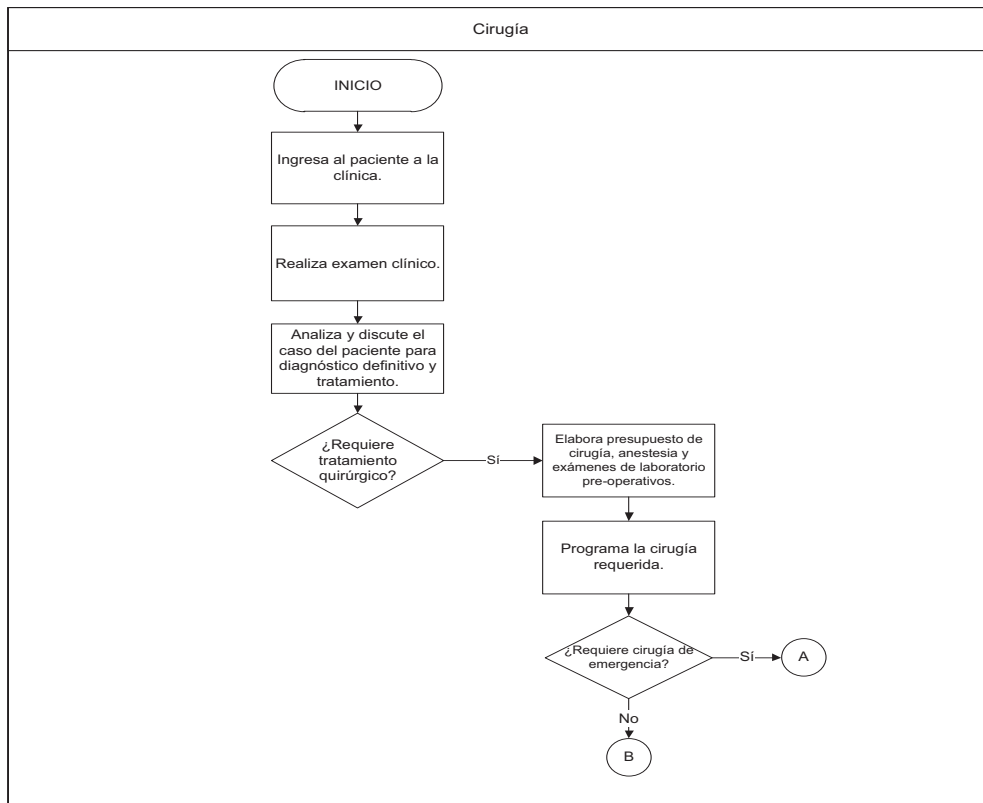 Cirugía
INICIO
Ingresa al paciente a la
clínica.
Realiza examen clínico.
Analiza y discute el
caso del paciente para
diagnóstico definitivo y
tratamiento.
¿Requiere
tratamiento
quirúrgico?
Sí
Elabora presupuesto de
cirugía, anestesia y
exámenes de laboratorio
pre-operativos.
Programa la cirugía
requerida.
¿Requiere cirugía de
emergencia?
Sí
A
No
B